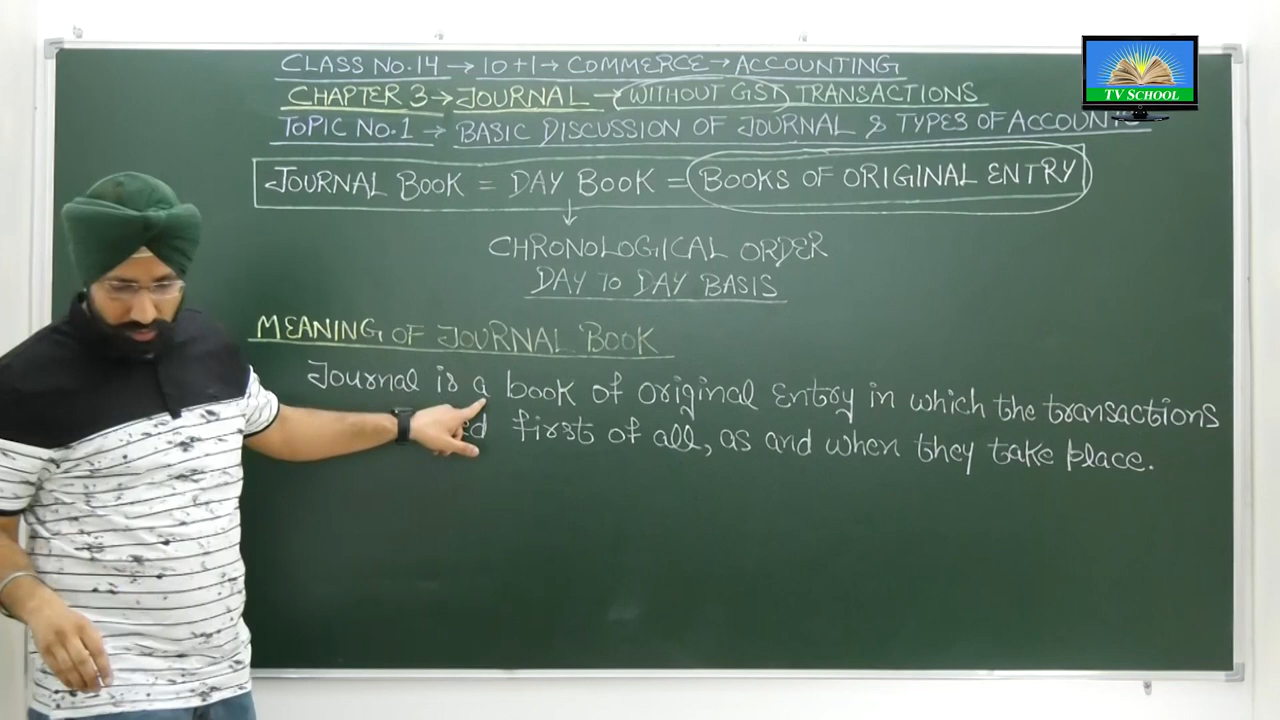 CLASS No.14 → 10+1 → COMMERCE → ACCOUNTING
CHAPTER 3 → JOURNAL → WITHOUT GST TRANSACTIONS
TOPIC No.1 → BASIC DISCUSSION OF JOURNAL & TYPES OF ACCOUNTS
TV SCHOOL
JOURNAL BOOK = DAY BOOK = BOOKS OF ORIGINAL ENTRY
CHRONOLOGICAL ORDER
DAY TO DAY BASIS
MEANING OF JOURNAL BOOK
Journal is a book of original Entry in which the transactions
first of all, as and when they take place.